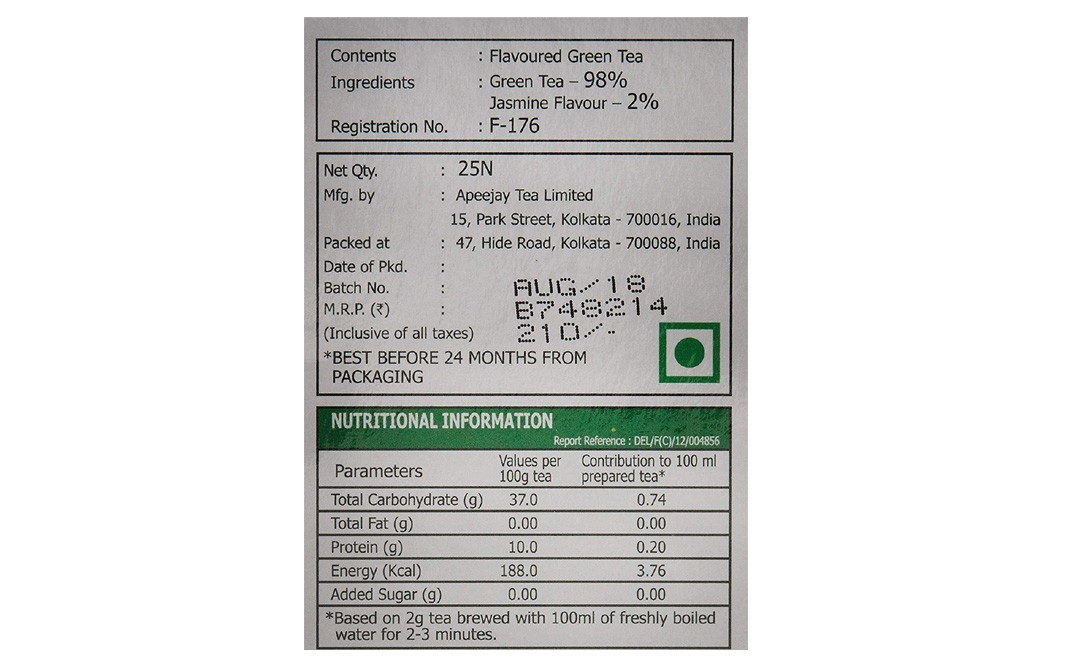 Contents : Flavoured Green Tea
Ingredients : Green Tea – 98%
Jasmine Flavour – 2%
Registration No. : F-176
Net Qty. : 25N
Mfg. by : Apeejay Tea Limited
15, Park Street, Kolkata - 700016, India
Packed at : 47, Hide Road, Kolkata - 700088, India
Date of Pkd. :
AUG/18
Batch No. :
B748214
M.R.P. (₹) :
210/-
(Inclusive of all taxes)
*BEST BEFORE 24 MONTHS FROM
PACKAGING
NUTRITIONAL INFORMATION
Report Reference : DEL/F(C)/12/004856
Parameters Values per 100g tea Contribution to 100 ml prepared tea*
Total Carbohydrate (g) 37.0 0.74
Total Fat (g) 0.00 0.00
Protein (g) 10.0 0.20
Energy (Kcal) 188.0 3.76
Added Sugar (g) 0.00 0.00
*Based on 2g tea brewed with 100ml of freshly boiled
water for 2-3 minutes.